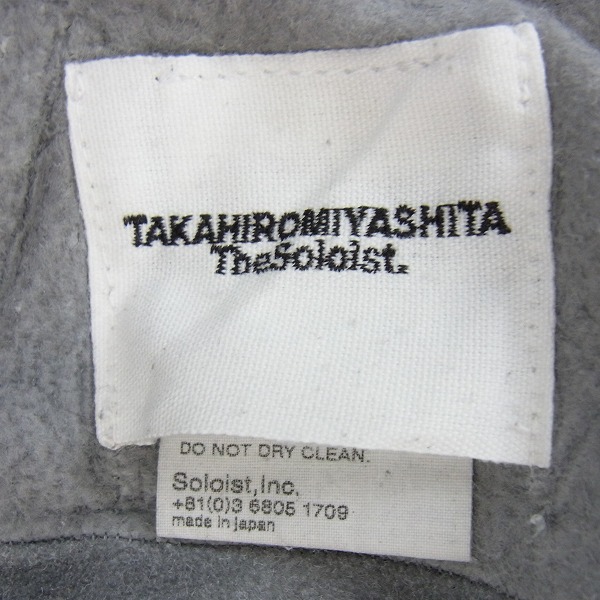 TAKAHIROMIYASHITA
TheSoloist.
DO NOT DRY CLEAN.
Soloist,Inc.
+81(0)3 6805 1709
made in japan